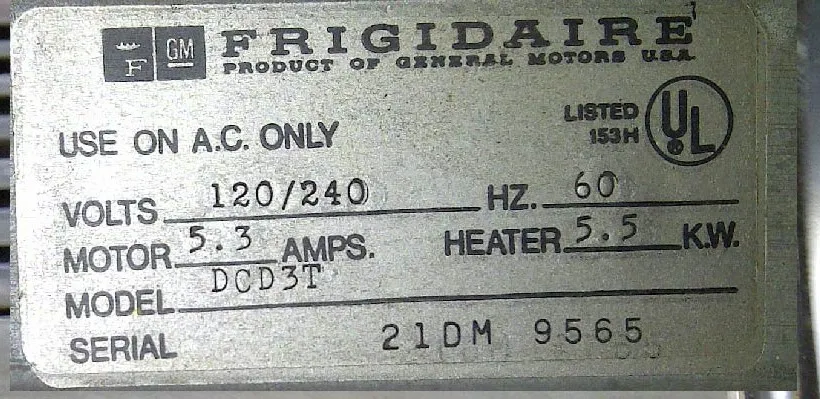 F GM FRIGIDAIRE
PRODUCT OF GENERAL MOTORS U.S.A.
LISTED
153H
UL
USE ON A.C. ONLY
VOLTS 120/240 HZ. 60
MOTOR 5.3 AMPS. HEATER 5.5 K.W.
MODEL DCD3T
SERIAL 21DM 9565